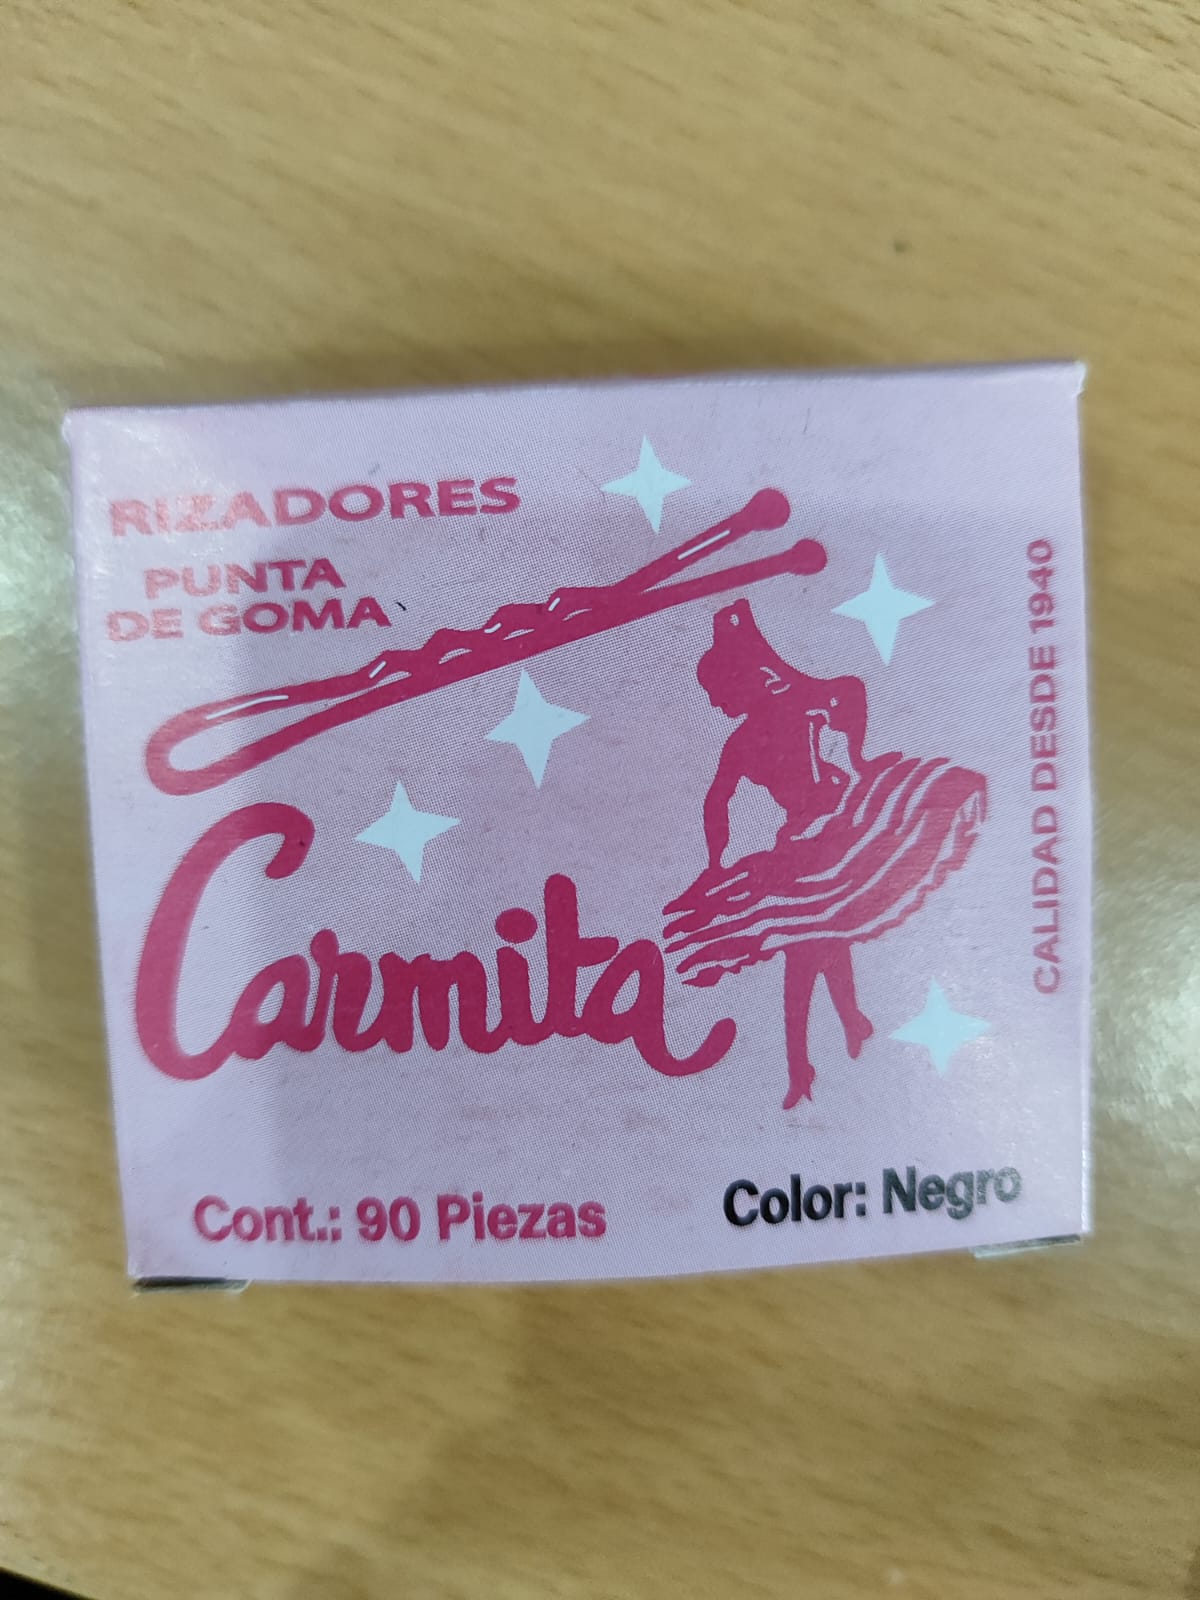 RIZADORES
PUNTA
DE GOMA
Carmita
CALIDAD DESDE 1940
Cont.: 90 Piezas
Color: Negro